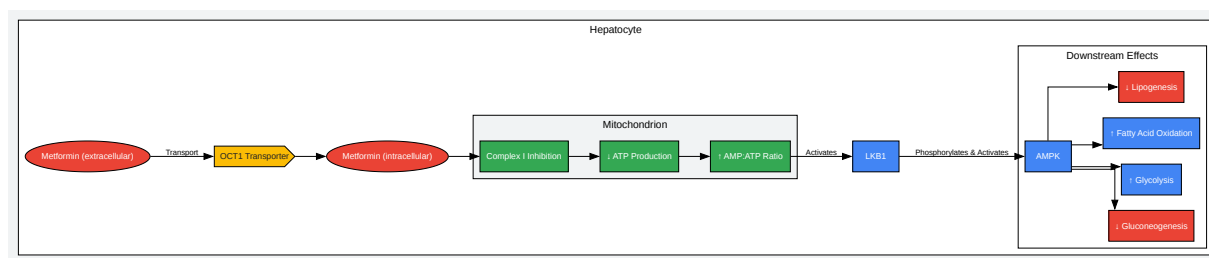 Hepatocyte
Downstream Effects
↓ Lipogenesis
Mitochondrion
↑ Fatty Acid Oxidation
Metformin (extracellular)
Transport
OCT1 Transporter
Metformin (intracellular)
Complex I Inhibition
↓ ATP Production
↑ AMP:ATP Ratio
Activates
LKB1
Phosphorylates & Activates
AMPK
↑ Glycolysis
↓ Gluconeogenesis